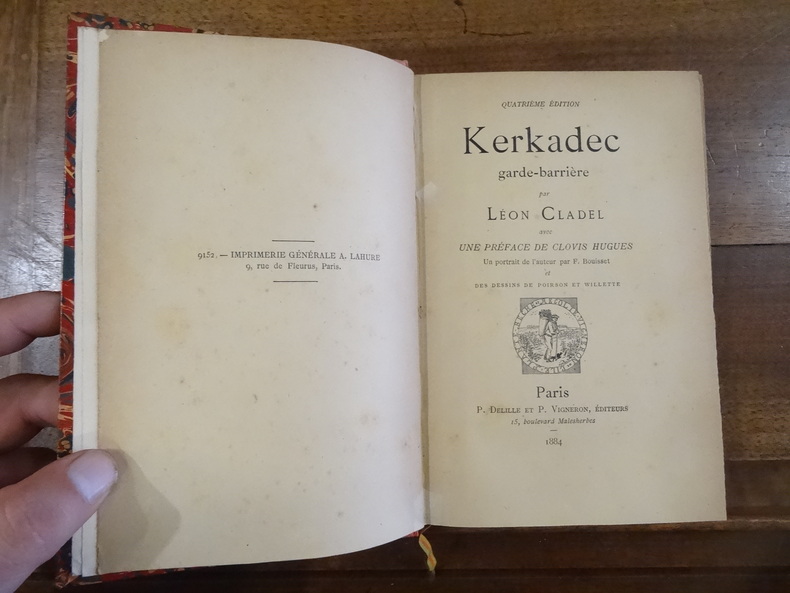 9152. — IMPRIMERIE GÉNÉRALE A. LAHURE
9, rue de Fleurus, Paris.
QUATRIÈME ÉDITION
Kerkadec
garde-barrière
par
LÉON CLADEL
avec
UNE PRÉFACE DE CLOVIS HUGUES
Un portrait de l'auteur par F. Bouisset
et
DES DESSINS DE POIRSON ET WILLETTE
Paris
P. DELILLE ET P. VIGNERON, ÉDITEURS
15, boulevard Malesherbes
1884